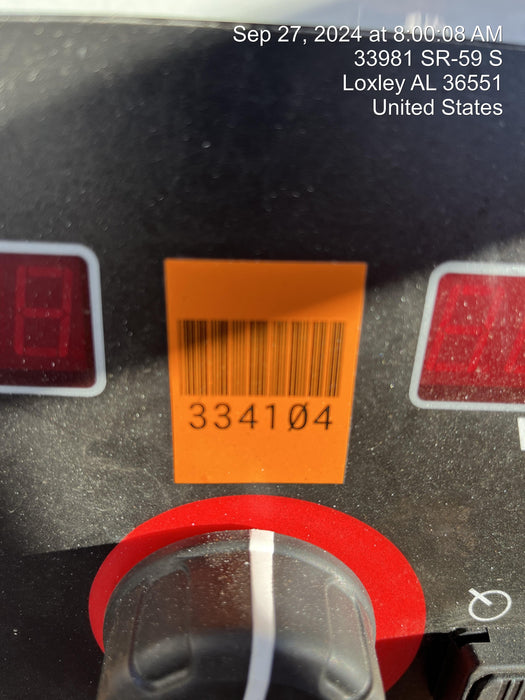 Sep 27, 2024 at 8:00:08 AM
33981 SR-59 S
Loxley AL 36551
United States
334104